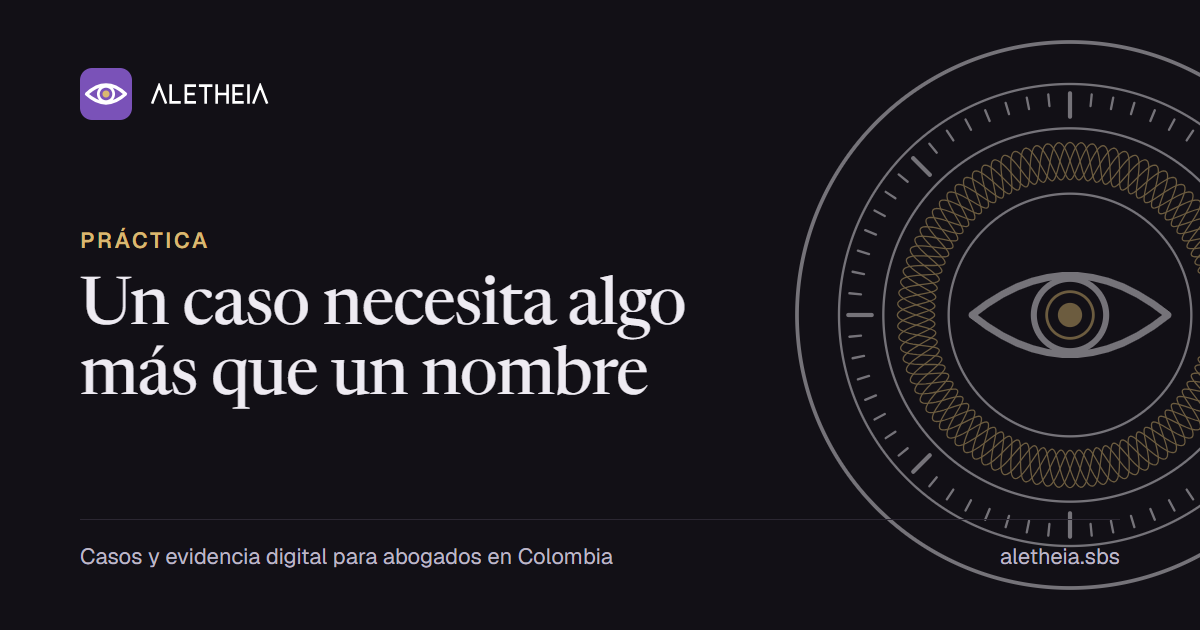 ALETHEIA
PRÁCTICA
Un caso necesita algo
más que un nombre
Casos y evidencia digital para abogados en Colombia
aletheia.sbs